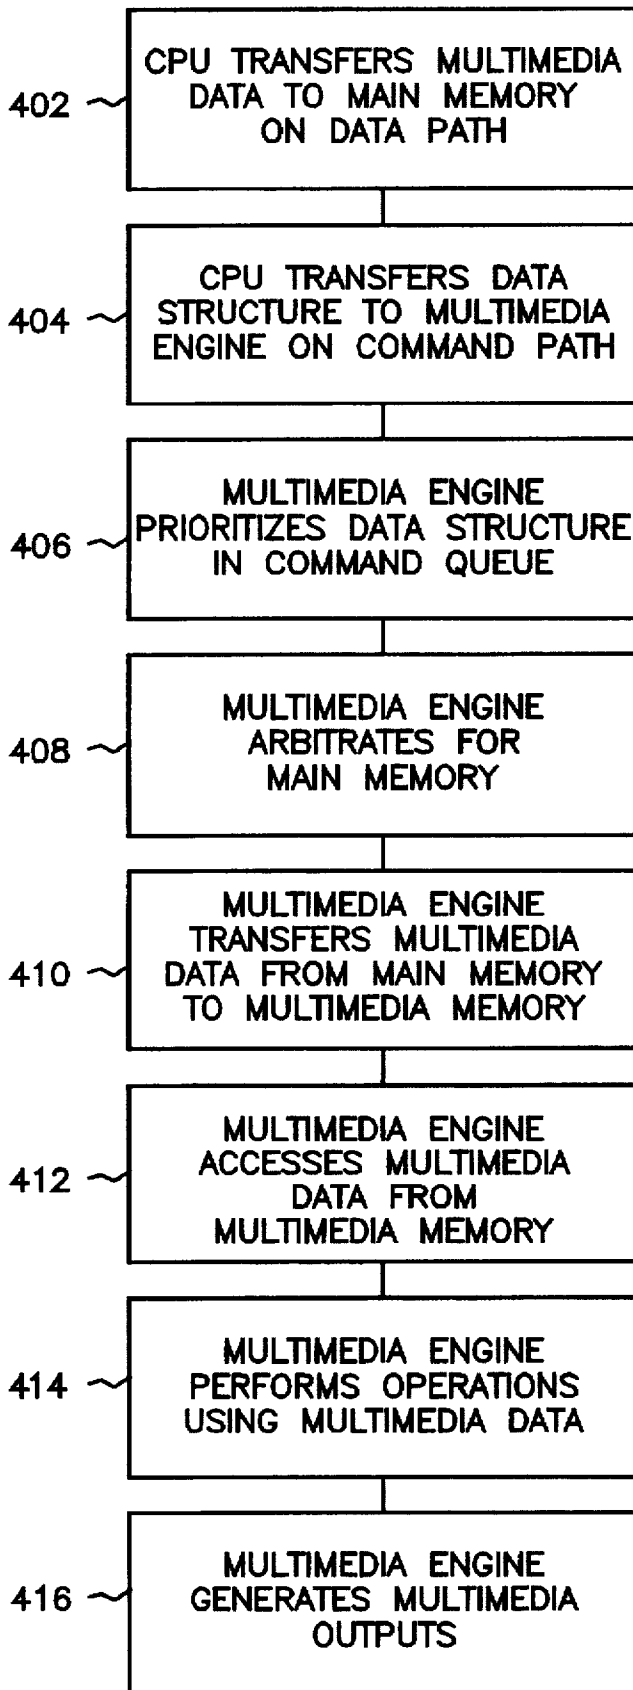 402
CPU TRANSFERS MULTIMEDIA
DATA TO MAIN MEMORY
ON DATA PATH
404
CPU TRANSFERS DATA
STRUCTURE TO MULTIMEDIA
ENGINE ON COMMAND PATH
406
MULTIMEDIA ENGINE
PRIORITIZES DATA STRUCTURE
IN COMMAND QUEUE
408
MULTIMEDIA ENGINE
ARBITRATES FOR
MAIN MEMORY
410
MULTIMEDIA ENGINE
TRANSFERS MULTIMEDIA
DATA FROM MAIN MEMORY
TO MULTIMEDIA MEMORY
412
MULTIMEDIA ENGINE
ACCESSES MULTIMEDIA
DATA FROM
MULTIMEDIA MEMORY
414
MULTIMEDIA ENGINE
PERFORMS OPERATIONS
USING MULTIMEDIA DATA
416
MULTIMEDIA ENGINE
GENERATES MULTIMEDIA
OUTPUTS